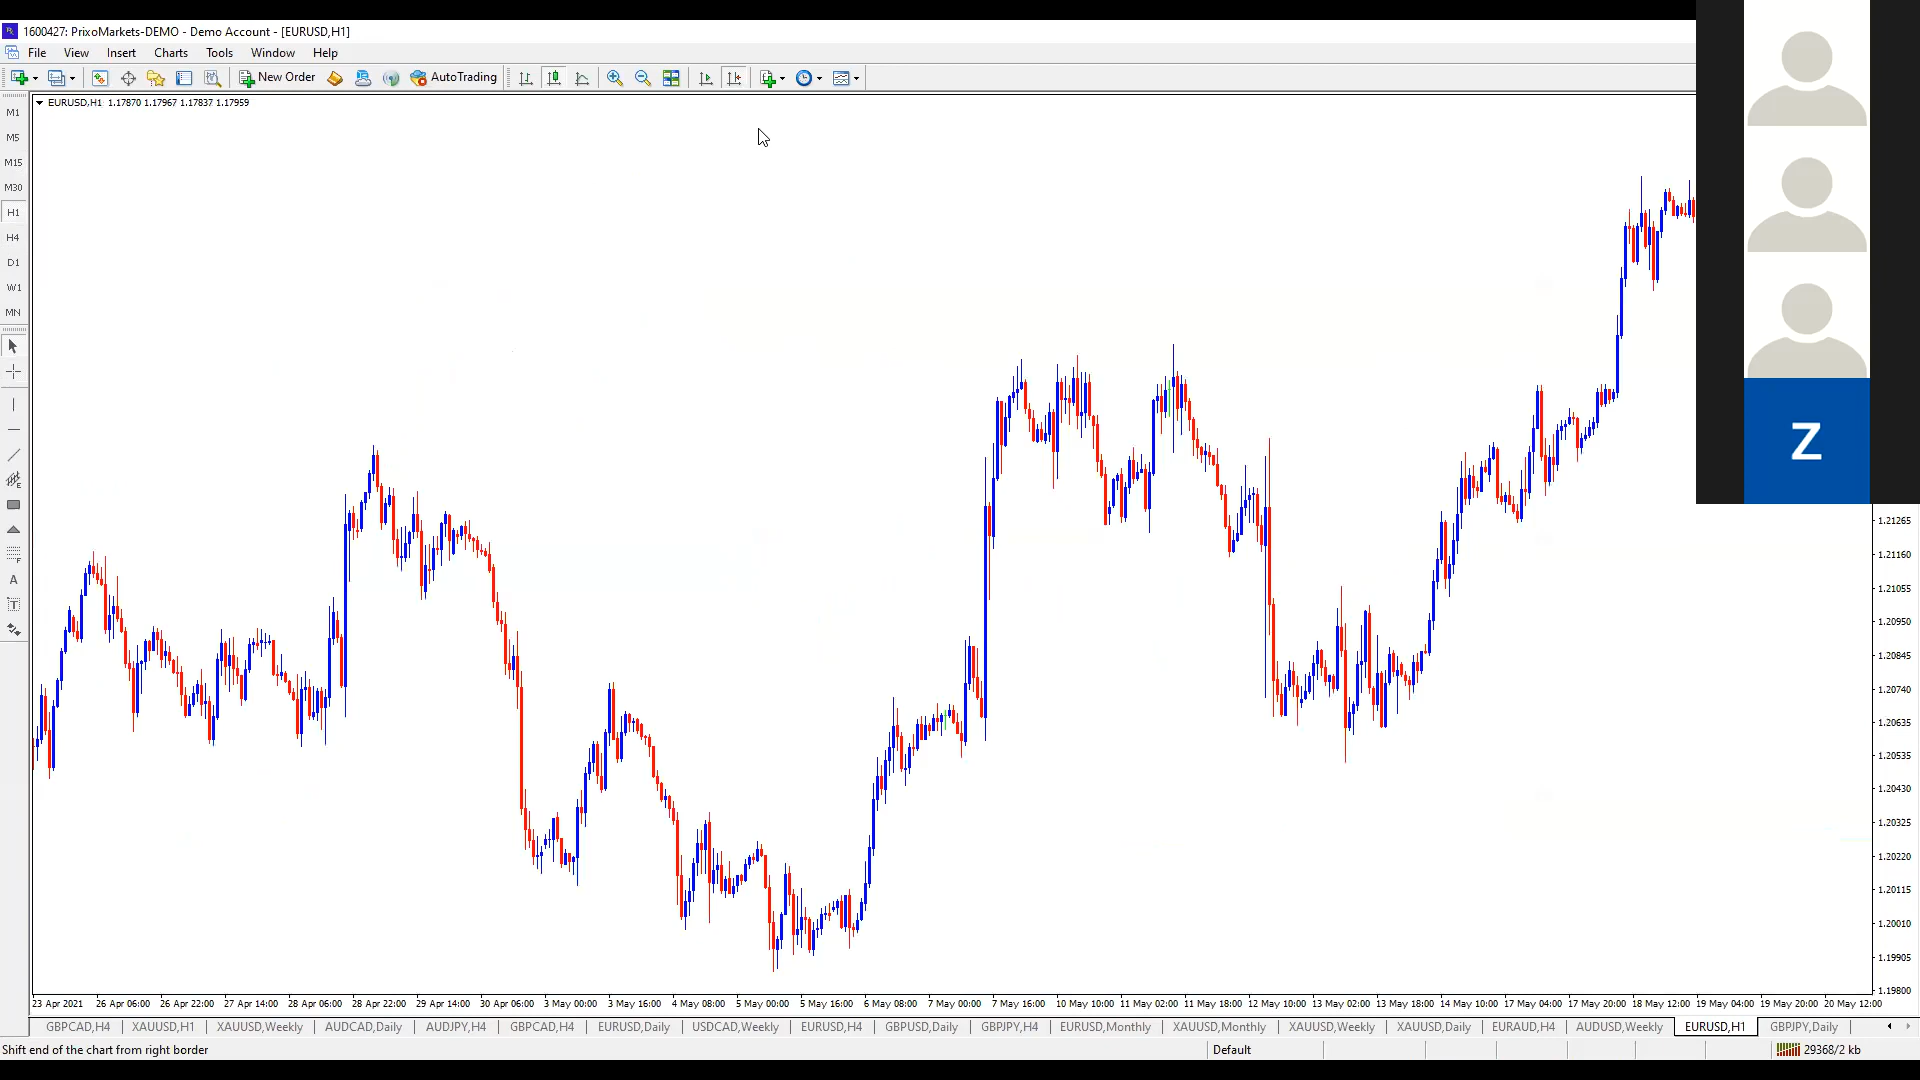 1600427: PrixoMarkets-DEMO - Demo Account - [EURUSD,H1]
File View Insert Charts Tools Window Help
New Order AutoTrading
EURUSD,H1 1.17870 1.17967 1.17837 1.17959
M1
M5
M15
M30
H1
H4
D1
W1
MN
A
T
Z
1.21265
1.21160
1.21055
1.20950
1.20845
1.20740
1.20635
1.20535
1.20430
1.20325
1.20220
1.20115
1.20010
1.19905
1.19800
23 Apr 2021 26 Apr 06:00 26 Apr 22:00 27 Apr 14:00 28 Apr 06:00 28 Apr 22:00 29 Apr 14:00 30 Apr 06:00 3 May 00:00 3 May 16:00 4 May 08:00 5 May 00:00 5 May 16:00 6 May 08:00 7 May 00:00 7 May 16:00 10 May 10:00 11 May 02:00 11 May 18:00 12 May 10:00 13 May 02:00 13 May 18:00 14 May 10:00 17 May 04:00 17 May 20:00 18 May 12:00 19 May 04:00 19 May 20:00 20 May 12:00
GBPCAD,H4 XAUUSD,H1 XAUUSD,Weekly AUDCAD,Daily AUDJPY,H4 GBPCAD,H4 EURUSD,Daily USDCAD,Weekly EURUSD,H4 GBPUSD,Daily GBPJPY,H4 EURUSD,Monthly XAUUSD,Monthly XAUUSD,Weekly XAUUSD,Daily EURAUD,H4 AUDUSD,Weekly EURUSD,H1 GBPJPY,Daily
Shift end of the chart from right border Default 29368/2 kb